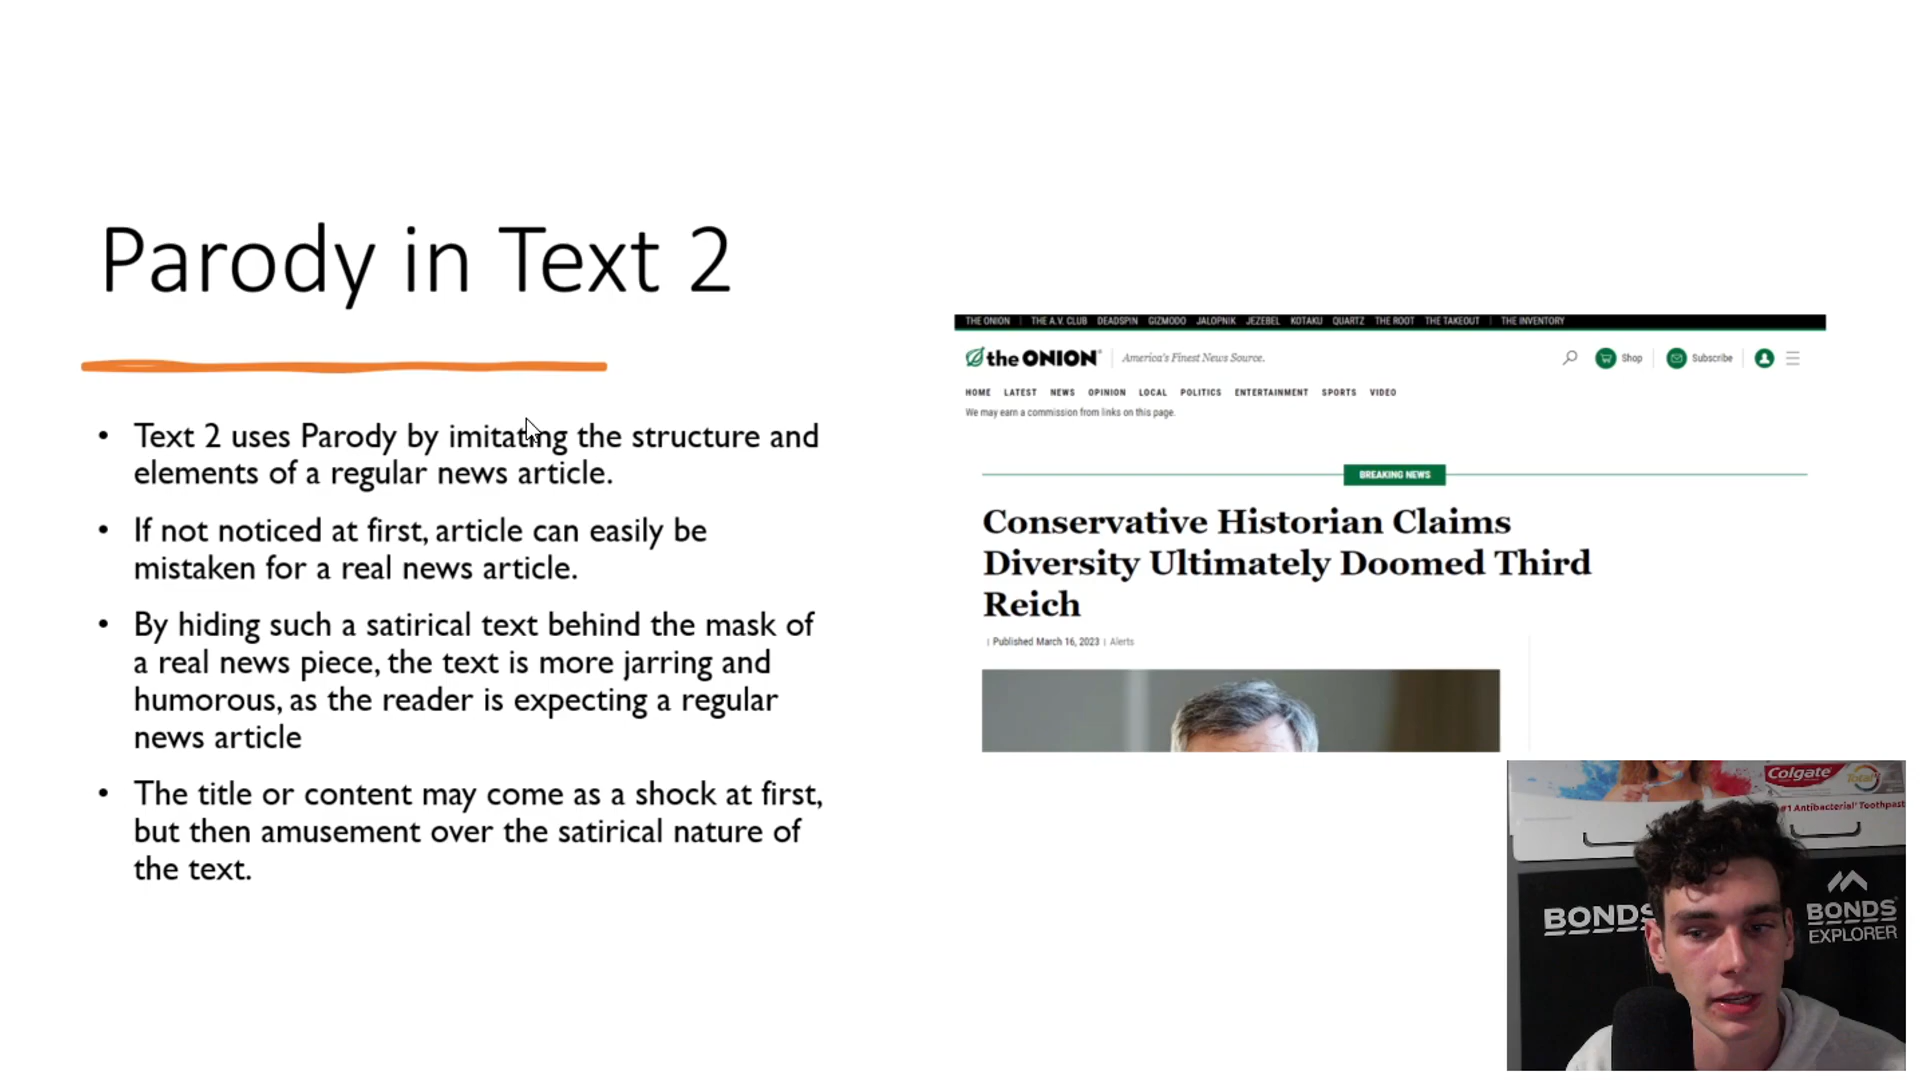 Parody in Text 2
• Text 2 uses Parody by imitating the structure and
elements of a regular news article.
• If not noticed at first, article can easily be
mistaken for a real news article.
• By hiding such a satirical text behind the mask of
a real news piece, the text is more jarring and
humorous, as the reader is expecting a regular
news article
• The title or content may come as a shock at first,
but then amusement over the satirical nature of
the text.
THE ONION | THE A.V. CLUB DEADSPIN GIZMODO JALOPNIK JEZEBEL KOTAKU QUARTZ THE ROOT THE TAKEOUT | THE INVENTORY
the ONION® America's Finest News Source. Shop Subscribe
HOME LATEST NEWS OPINION LOCAL POLITICS ENTERTAINMENT SPORTS VIDEO
We may earn a commission from links on this page.
BREAKING NEWS
Conservative Historian Claims
Diversity Ultimately Doomed Third
Reich
| Published March 16, 2023 | Alerts
Colgate Total
#1 Antibacterial* Toothpast
BONDS
BONDS
EXPLORER